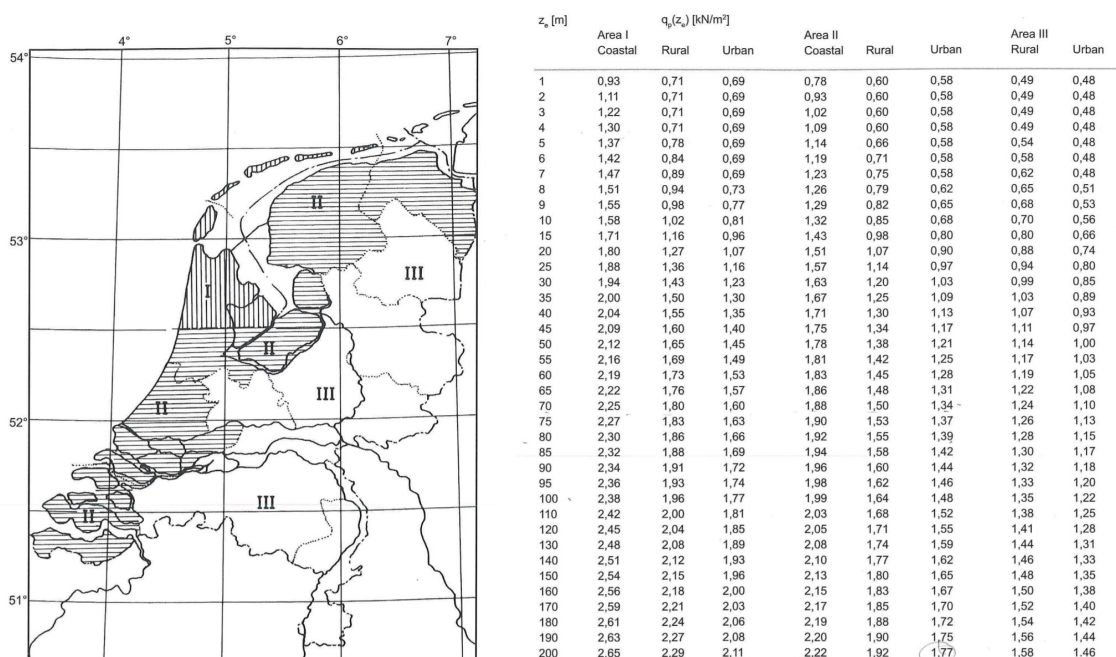 4° 5° 6° 7°
54°
II
53°
III
I
II
III
II
52°
III
II
51°
zₑ [m] qₚ(zₑ) [kN/m²]
Area I Area II Area III
Coastal Rural Urban Coastal Rural Urban Rural Urban
1 0,93 0,71 0,69 0,78 0,60 0,58 0,49 0,48
2 1,11 0,71 0,69 0,93 0,60 0,58 0,49 0,48
3 1,22 0,71 0,69 1,02 0,60 0,58 0,49 0,48
4 1,30 0,71 0,69 1,09 0,60 0,58 0,49 0,48
5 1,37 0,78 0,69 1,14 0,66 0,58 0,54 0,48
6 1,42 0,84 0,69 1,19 0,71 0,58 0,58 0,48
7 1,47 0,89 0,69 1,23 0,75 0,58 0,62 0,48
8 1,51 0,94 0,73 1,26 0,79 0,62 0,65 0,51
9 1,55 0,98 0,77 1,29 0,82 0,65 0,68 0,53
10 1,58 1,02 0,81 1,32 0,85 0,68 0,70 0,56
15 1,71 1,16 0,96 1,43 0,98 0,80 0,80 0,66
20 1,80 1,27 1,07 1,51 1,07 0,90 0,88 0,74
25 1,88 1,36 1,16 1,57 1,14 0,97 0,94 0,80
30 1,94 1,43 1,23 1,63 1,20 1,03 0,99 0,85
35 2,00 1,50 1,30 1,67 1,25 1,09 1,03 0,89
40 2,04 1,55 1,35 1,71 1,30 1,13 1,07 0,93
45 2,09 1,60 1,40 1,75 1,34 1,17 1,11 0,97
50 2,12 1,65 1,45 1,78 1,38 1,21 1,14 1,00
55 2,16 1,69 1,49 1,81 1,42 1,25 1,17 1,03
60 2,19 1,73 1,53 1,83 1,45 1,28 1,19 1,05
65 2,22 1,76 1,57 1,86 1,48 1,31 1,22 1,08
70 2,25 1,80 1,60 1,88 1,50 1,34 1,24 1,10
75 2,27 1,83 1,63 1,90 1,53 1,37 1,26 1,13
80 2,30 1,86 1,66 1,92 1,55 1,39 1,28 1,15
85 2,32 1,88 1,69 1,94 1,58 1,42 1,30 1,17
90 2,34 1,91 1,72 1,96 1,60 1,44 1,32 1,18
95 2,36 1,93 1,74 1,98 1,62 1,46 1,33 1,20
100 2,38 1,96 1,77 1,99 1,64 1,48 1,35 1,22
110 2,42 2,00 1,81 2,03 1,68 1,52 1,38 1,25
120 2,45 2,04 1,85 2,05 1,71 1,55 1,41 1,28
130 2,48 2,08 1,89 2,08 1,74 1,59 1,44 1,31
140 2,51 2,12 1,93 2,10 1,77 1,62 1,46 1,33
150 2,54 2,15 1,96 2,13 1,80 1,65 1,48 1,35
160 2,56 2,18 2,00 2,15 1,83 1,67 1,50 1,38
170 2,59 2,21 2,03 2,17 1,85 1,70 1,52 1,40
180 2,61 2,24 2,06 2,19 1,88 1,72 1,54 1,42
190 2,63 2,27 2,08 2,20 1,90 1,75 1,56 1,44
200 2,65 2,29 2,11 2,22 1,92 1,77 1,58 1,46